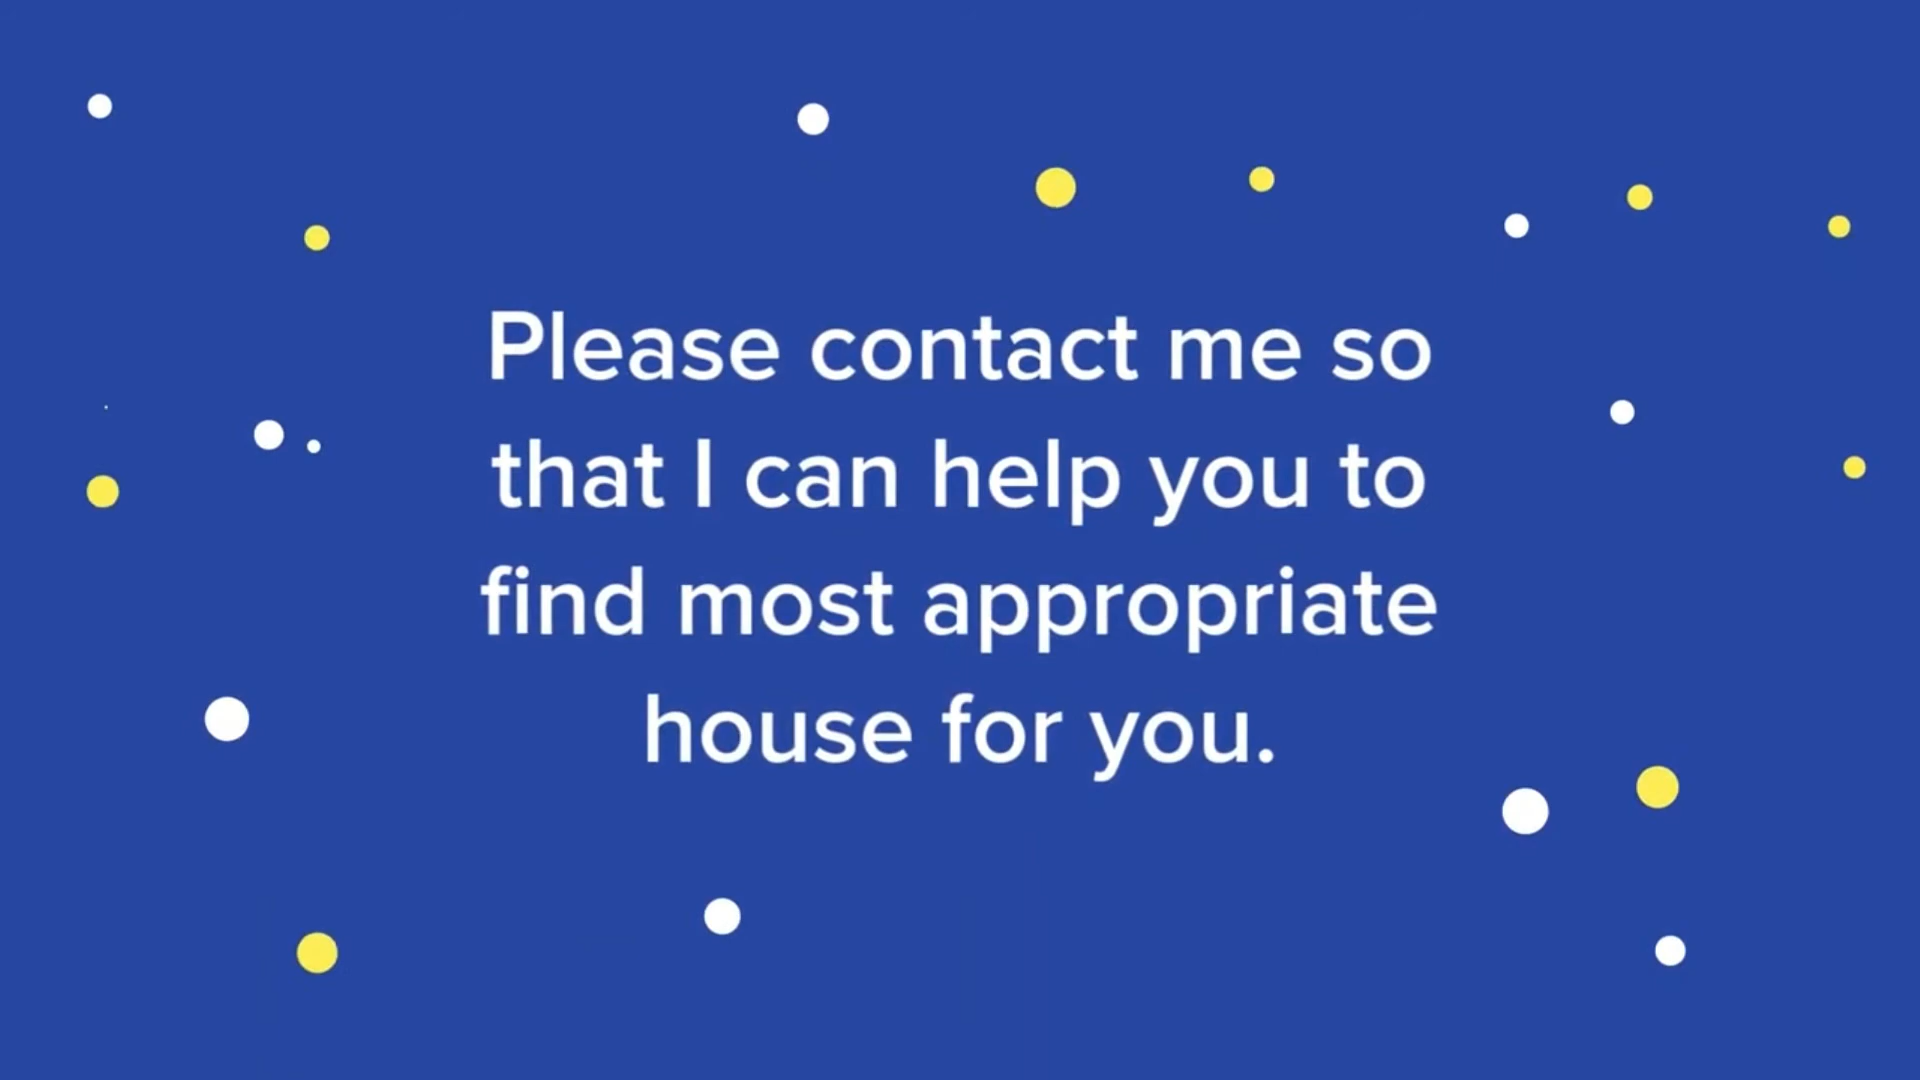 Please contact me so
that I can help you to
find most appropriate
house for you.